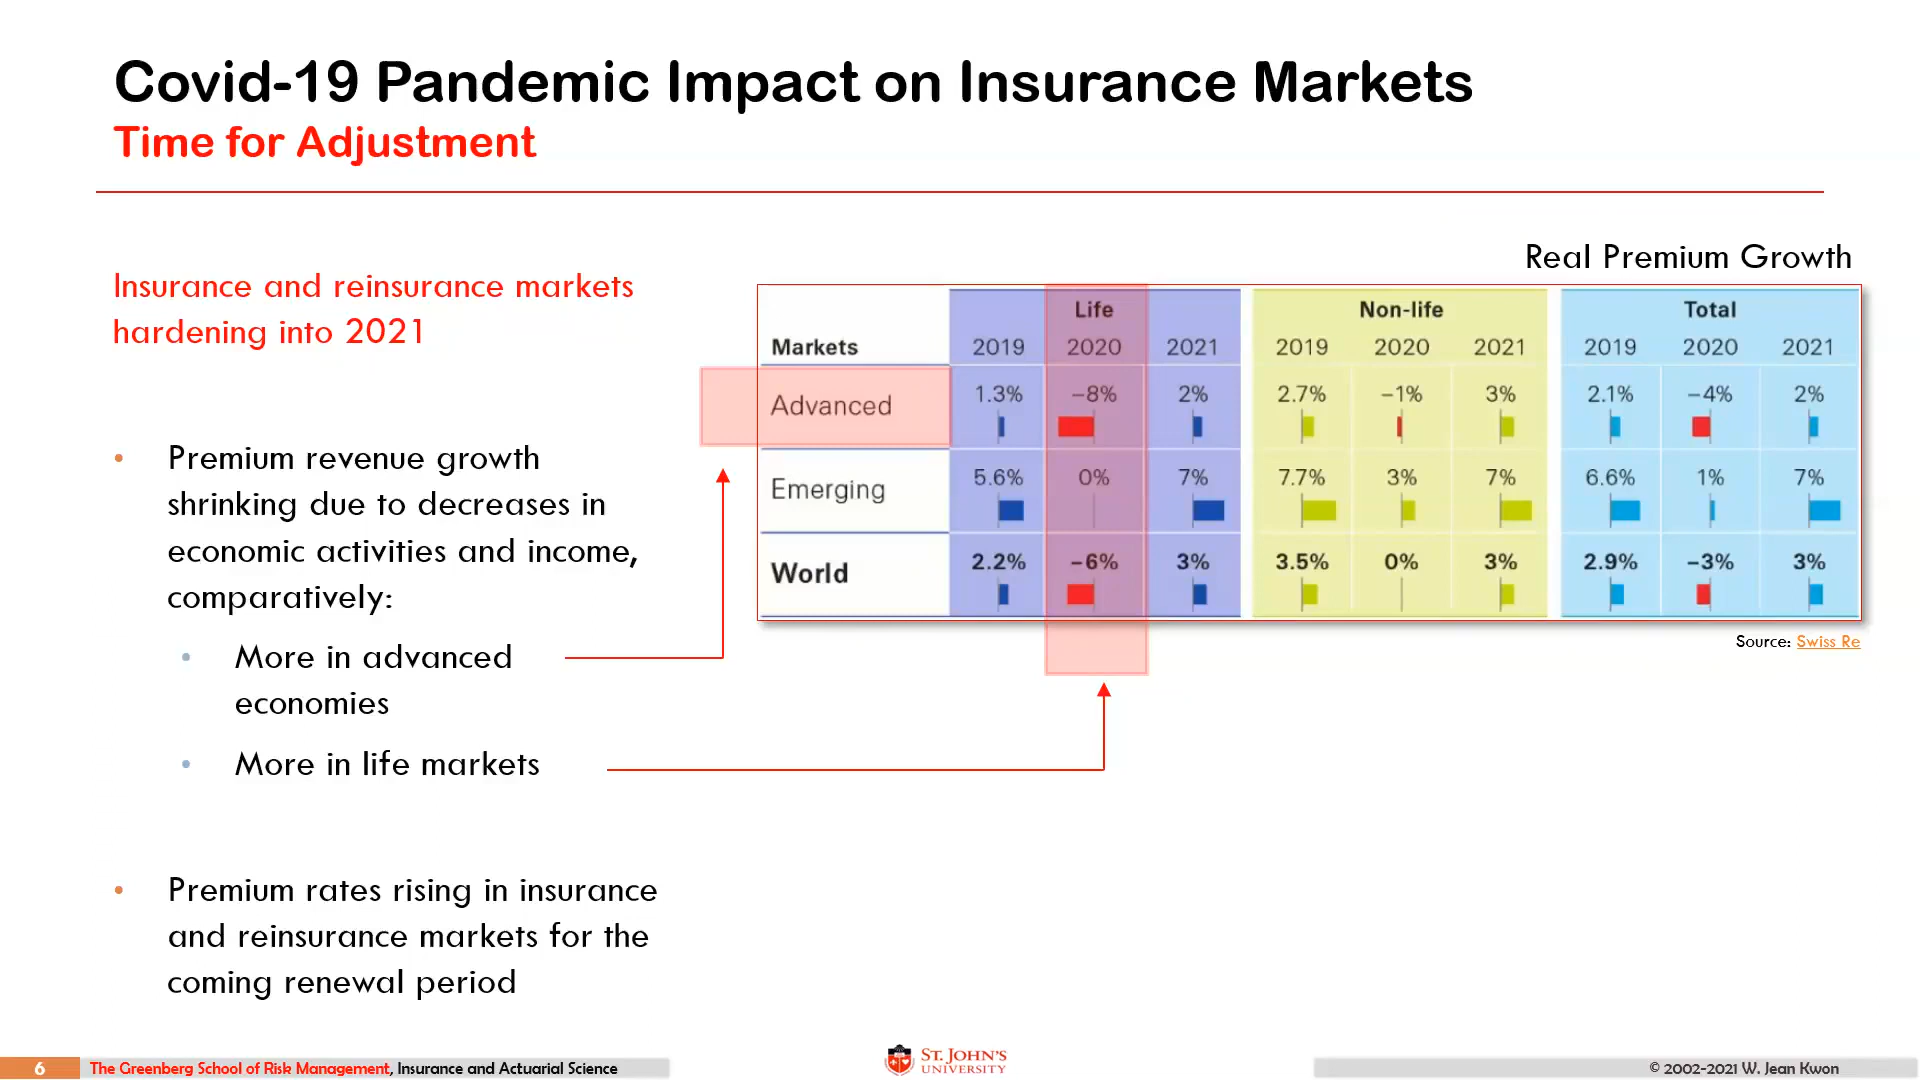 Covid-19 Pandemic Impact on Insurance Markets
Time for Adjustment
Insurance and reinsurance markets
hardening into 2021
• Premium revenue growth
shrinking due to decreases in
economic activities and income,
comparatively:
• More in advanced
economies
• More in life markets
• Premium rates rising in insurance
and reinsurance markets for the
coming renewal period
Real Premium Growth
Life Non-life Total
Markets 2019 2020 2021 2019 2020 2021 2019 2020 2021
Advanced 1.3% –8% 2% 2.7% –1% 3% 2.1% –4% 2%
Emerging 5.6% 0% 7% 7.7% 3% 7% 6.6% 1% 7%
World 2.2% –6% 3% 3.5% 0% 3% 2.9% –3% 3%
Source: Swiss Re
6 The Greenberg School of Risk Management, Insurance and Actuarial Science
ST. JOHN'S
UNIVERSITY
© 2002-2021 W. Jean Kwon